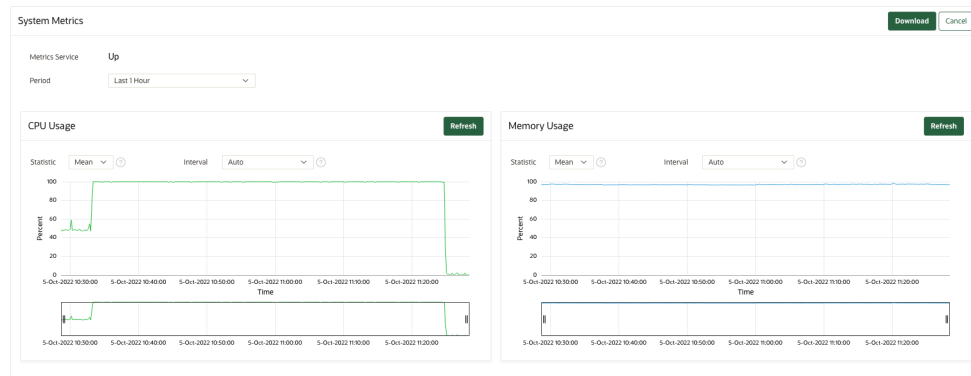 System Metrics
Download
Cancel
Metrics Service
Up
Period
Last 1 Hour
CPU Usage
Refresh
Statistic
Mean
?
Interval
Auto
?
100
80
60
40
20
0
Percent
5-Oct-2022 10:30:00 5-Oct-2022 10:40:00 5-Oct-2022 10:50:00 5-Oct-2022 11:00:00 5-Oct-2022 11:10:00 5-Oct-2022 11:20:00
Time
5-Oct-2022 10:30:00 5-Oct-2022 10:40:00 5-Oct-2022 10:50:00 5-Oct-2022 11:00:00 5-Oct-2022 11:10:00 5-Oct-2022 11:20:00
Memory Usage
Refresh
Statistic
Mean
?
Interval
Auto
?
100
80
60
40
20
0
Percent
5-Oct-2022 10:30:00 5-Oct-2022 10:40:00 5-Oct-2022 10:50:00 5-Oct-2022 11:00:00 5-Oct-2022 11:10:00 5-Oct-2022 11:20:00
Time
5-Oct-2022 10:30:00 5-Oct-2022 10:40:00 5-Oct-2022 10:50:00 5-Oct-2022 11:00:00 5-Oct-2022 11:10:00 5-Oct-2022 11:20:00